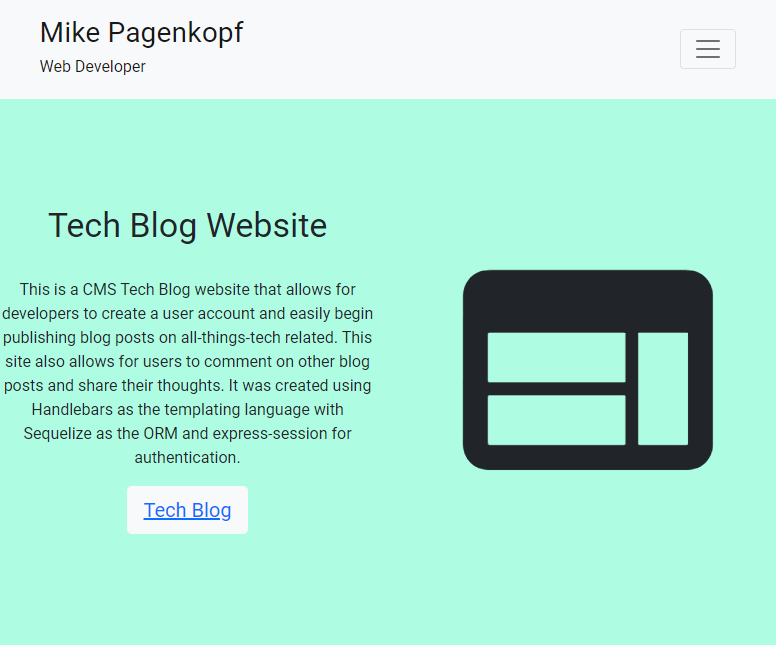 Mike Pagenkopf
Web Developer
Tech Blog Website
This is a CMS Tech Blog website that allows for
developers to create a user account and easily begin
publishing blog posts on all-things-tech related. This
site also allows for users to comment on other blog
posts and share their thoughts. It was created using
Handlebars as the templating language with
Sequelize as the ORM and express-session for
authentication.
Tech Blog